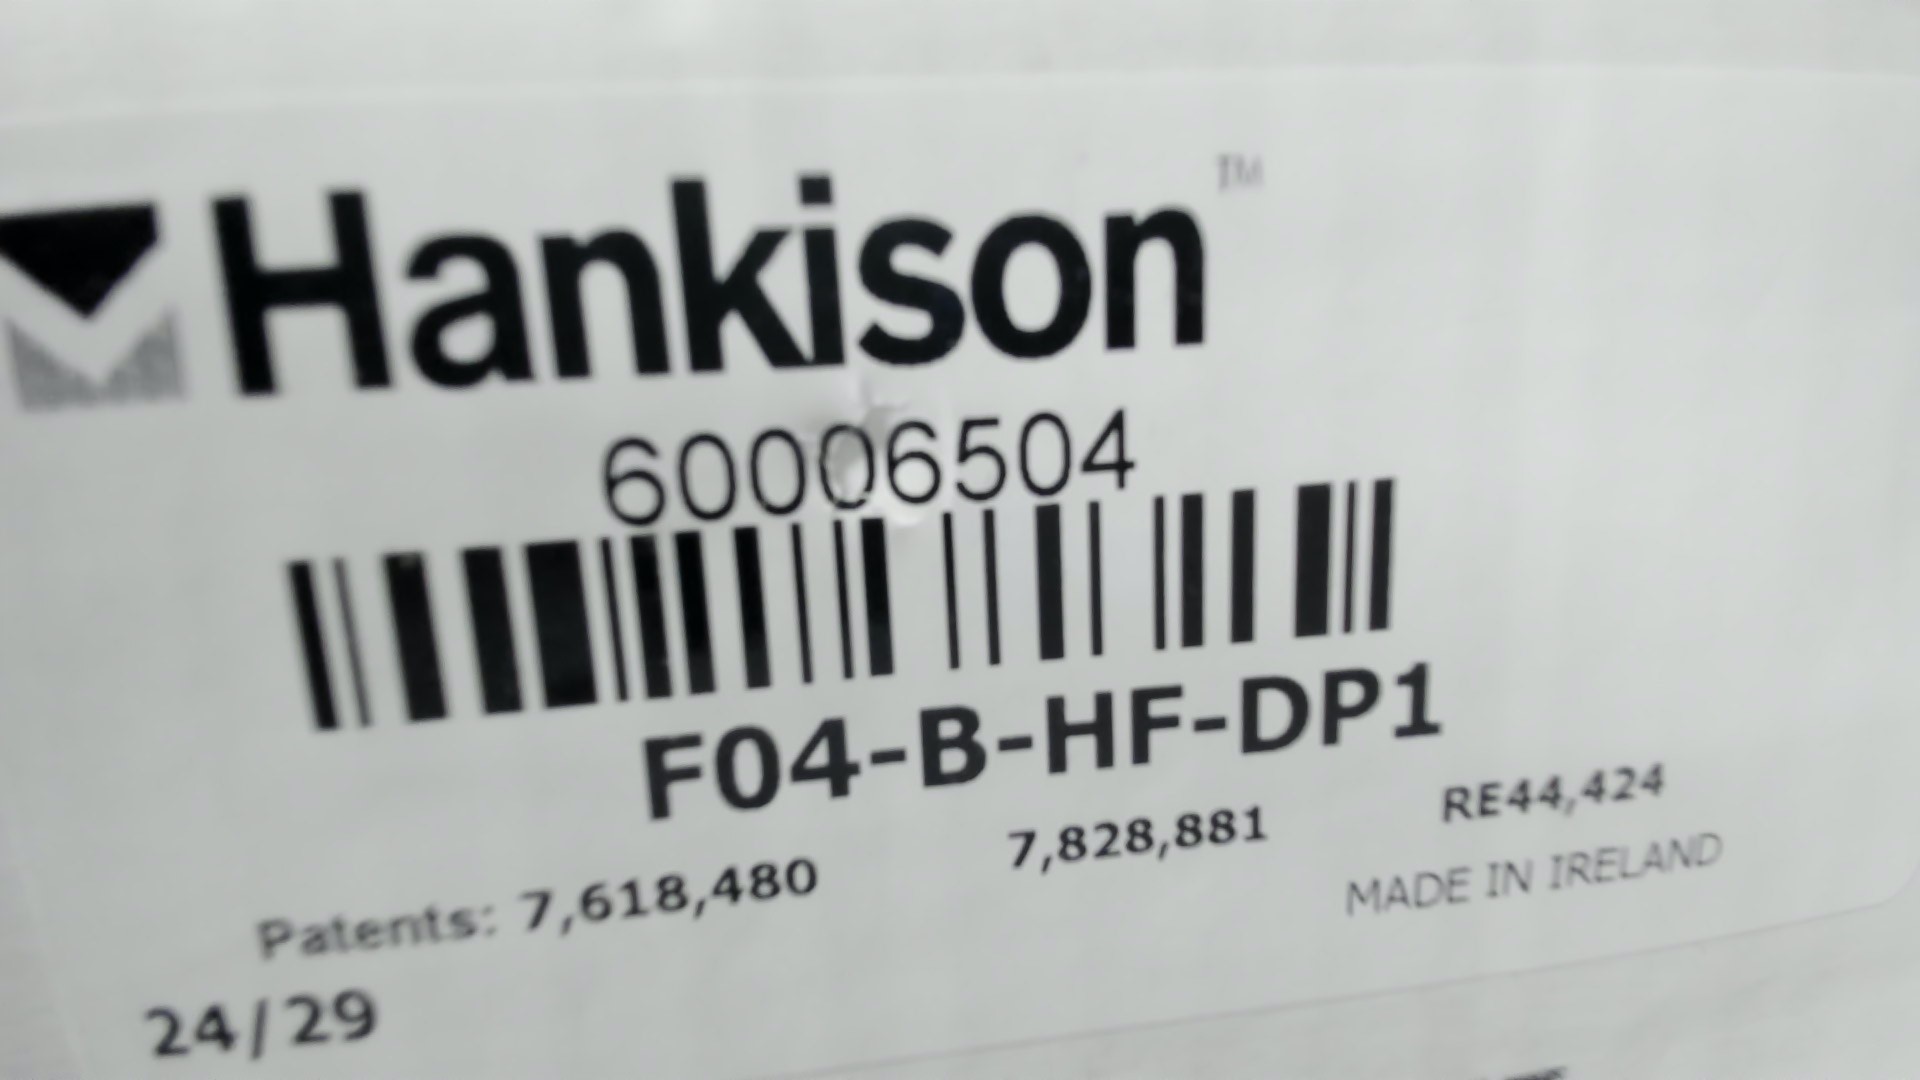 Hankison™
60006504
F04-B-HF-DP1
Patents: 7,618,480 7,828,881 RE44,424
MADE IN IRELAND
24/29